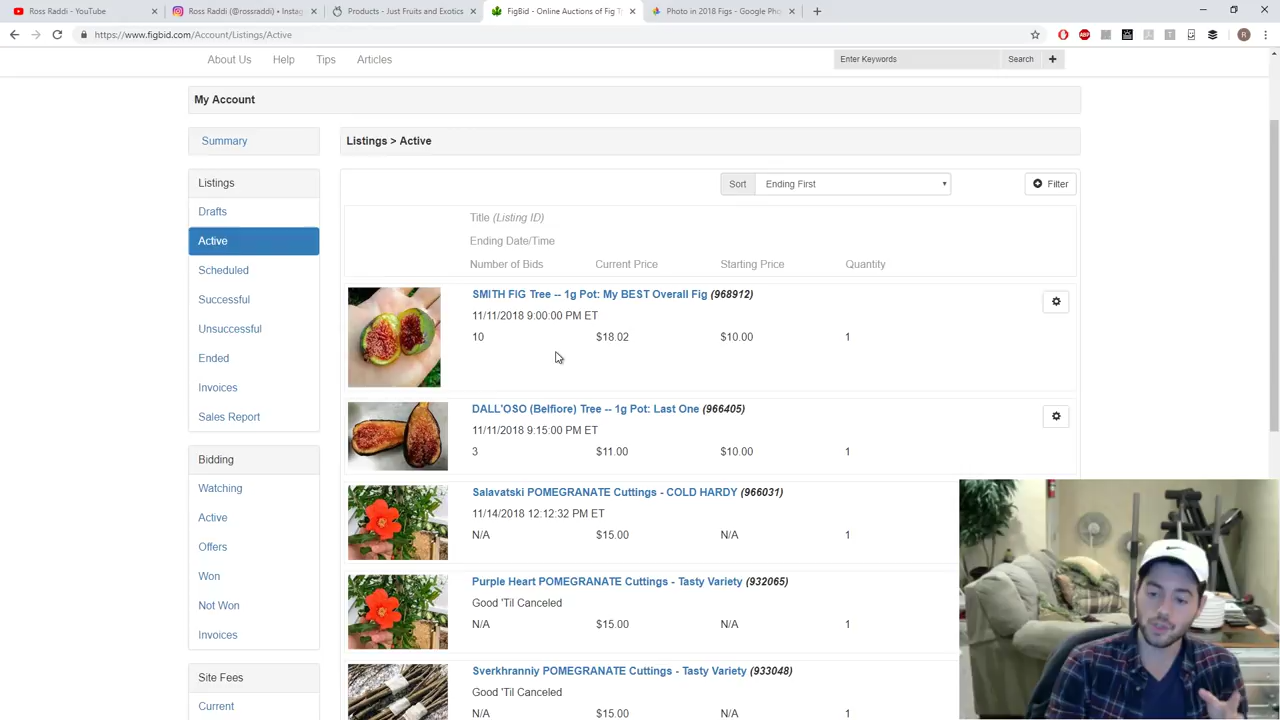 Ross Raddi - YouTube
Ross Raddi (@rossraddi) • Instag
Products - Just Fruits and Exotics
FigBid - Online Auctions of Fig T
Photo in 2018 Figs - Google Pho
https://www.figbid.com/Account/Listings/Active
ABP
R
About Us Help Tips Articles
Enter Keywords Search
My Account
Summary
Listings > Active
Listings
Sort Ending First Filter
Drafts
Title (Listing ID)
Active
Ending Date/Time
Scheduled
Number of Bids Current Price Starting Price Quantity
Successful
SMITH FIG Tree -- 1g Pot: My BEST Overall Fig (968912)
11/11/2018 9:00:00 PM ET
Unsuccessful
10 $18.02 $10.00 1
Ended
Invoices
Sales Report
DALL'OSO (Belfiore) Tree -- 1g Pot: Last One (966405)
11/11/2018 9:15:00 PM ET
3 $11.00 $10.00 1
Bidding
Watching
Salavatski POMEGRANATE Cuttings - COLD HARDY (966031)
11/14/2018 12:12:32 PM ET
Active
N/A $15.00 N/A 1
Offers
Won
Purple Heart POMEGRANATE Cuttings - Tasty Variety (932065)
Good 'Til Canceled
Not Won
N/A $15.00 N/A 1
Invoices
Sverkhranniy POMEGRANATE Cuttings - Tasty Variety (933048)
Site Fees
Good 'Til Canceled
Current
N/A $15.00 N/A 1